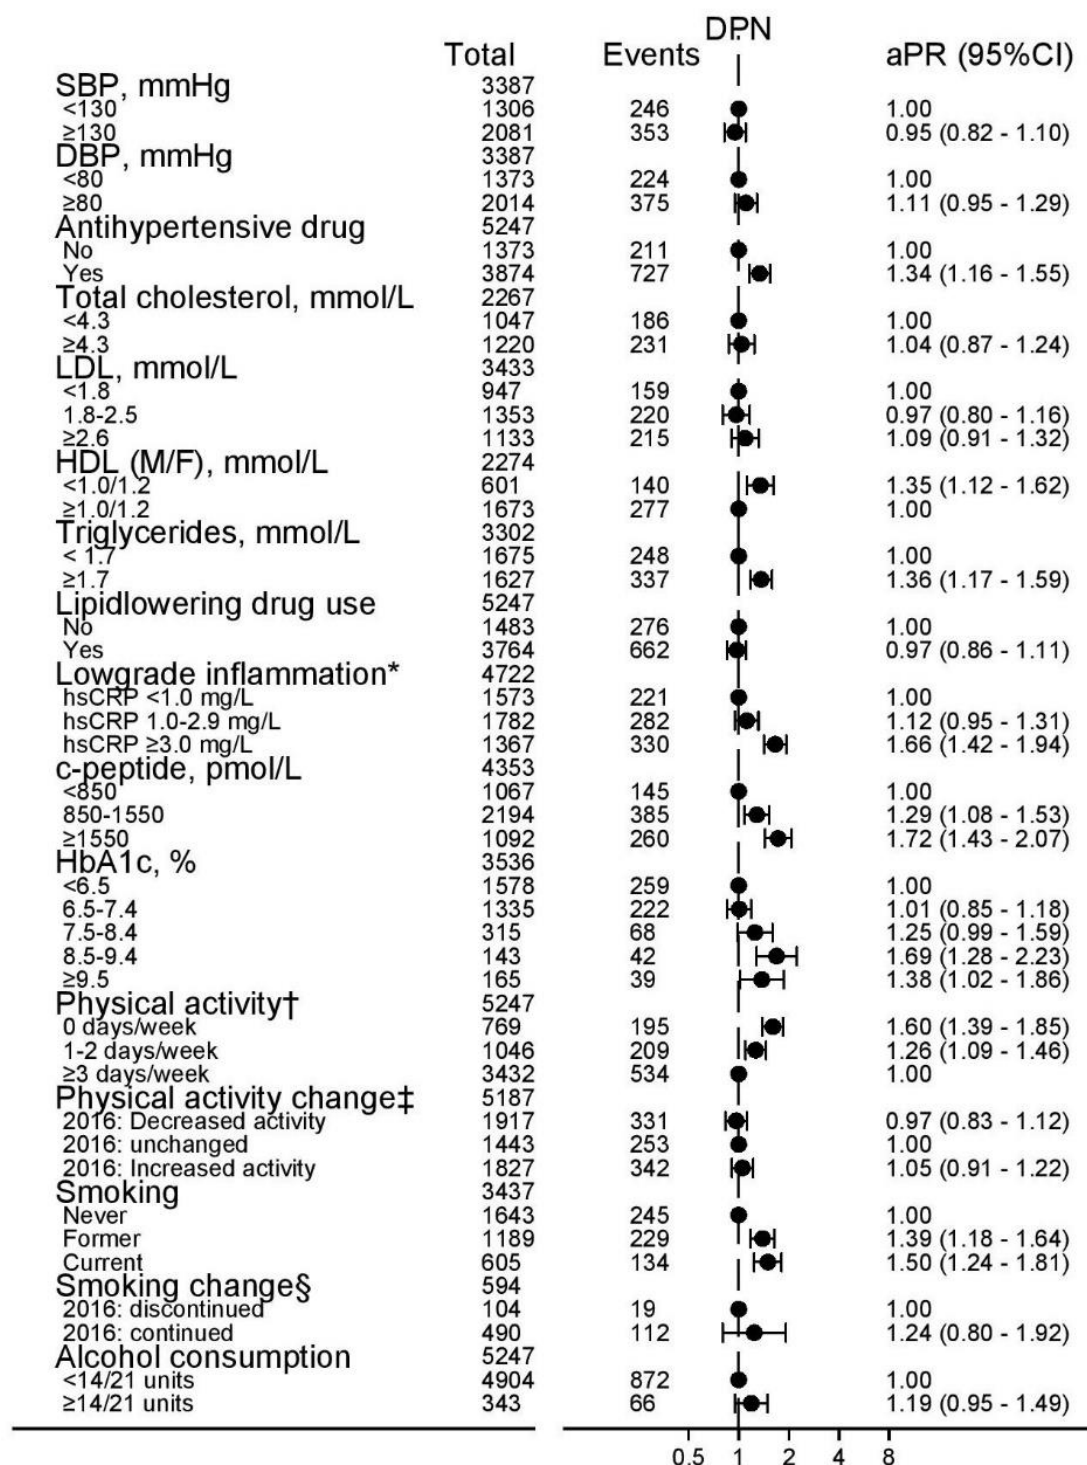 DPN
Total Events aPR (95%CI)
SBP, mmHg 3387
<130 1306 246 1.00
≥130 2081 353 0.95 (0.82 - 1.10)
DBP, mmHg 3387
<80 1373 224 1.00
≥80 2014 375 1.11 (0.95 - 1.29)
Antihypertensive drug 5247
No 1373 211 1.00
Yes 3874 727 1.34 (1.16 - 1.55)
Total cholesterol, mmol/L 2267
<4.3 1047 186 1.00
≥4.3 1220 231 1.04 (0.87 - 1.24)
LDL, mmol/L 3433
<1.8 947 159 1.00
1.8-2.5 1353 220 0.97 (0.80 - 1.16)
≥2.6 1133 215 1.09 (0.91 - 1.32)
HDL (M/F), mmol/L 2274
<1.0/1.2 601 140 1.35 (1.12 - 1.62)
≥1.0/1.2 1673 277 1.00
Triglycerides, mmol/L 3302
< 1.7 1675 248 1.00
≥1.7 1627 337 1.36 (1.17 - 1.59)
Lipidlowering drug use 5247
No 1483 276 1.00
Yes 3764 662 0.97 (0.86 - 1.11)
Lowgrade inflammation* 4722
hsCRP <1.0 mg/L 1573 221 1.00
hsCRP 1.0-2.9 mg/L 1782 282 1.12 (0.95 - 1.31)
hsCRP ≥3.0 mg/L 1367 330 1.66 (1.42 - 1.94)
c-peptide, pmol/L 4353
<850 1067 145 1.00
850-1550 2194 385 1.29 (1.08 - 1.53)
≥1550 1092 260 1.72 (1.43 - 2.07)
HbA1c, % 3536
<6.5 1578 259 1.00
6.5-7.4 1335 222 1.01 (0.85 - 1.18)
7.5-8.4 315 68 1.25 (0.99 - 1.59)
8.5-9.4 143 42 1.69 (1.28 - 2.23)
≥9.5 165 39 1.38 (1.02 - 1.86)
Physical activity† 5247
0 days/week 769 195 1.60 (1.39 - 1.85)
1-2 days/week 1046 209 1.26 (1.09 - 1.46)
≥3 days/week 3432 534 1.00
Physical activity change‡ 5187
2016: Decreased activity 1917 331 0.97 (0.83 - 1.12)
2016: unchanged 1443 253 1.00
2016: Increased activity 1827 342 1.05 (0.91 - 1.22)
Smoking 3437
Never 1643 245 1.00
Former 1189 229 1.39 (1.18 - 1.64)
Current 605 134 1.50 (1.24 - 1.81)
Smoking change§ 594
2016: discontinued 104 19 1.00
2016: continued 490 112 1.24 (0.80 - 1.92)
Alcohol consumption 5247
<14/21 units 4904 872 1.00
≥14/21 units 343 66 1.19 (0.95 - 1.49)
0.5 1 2 4 8